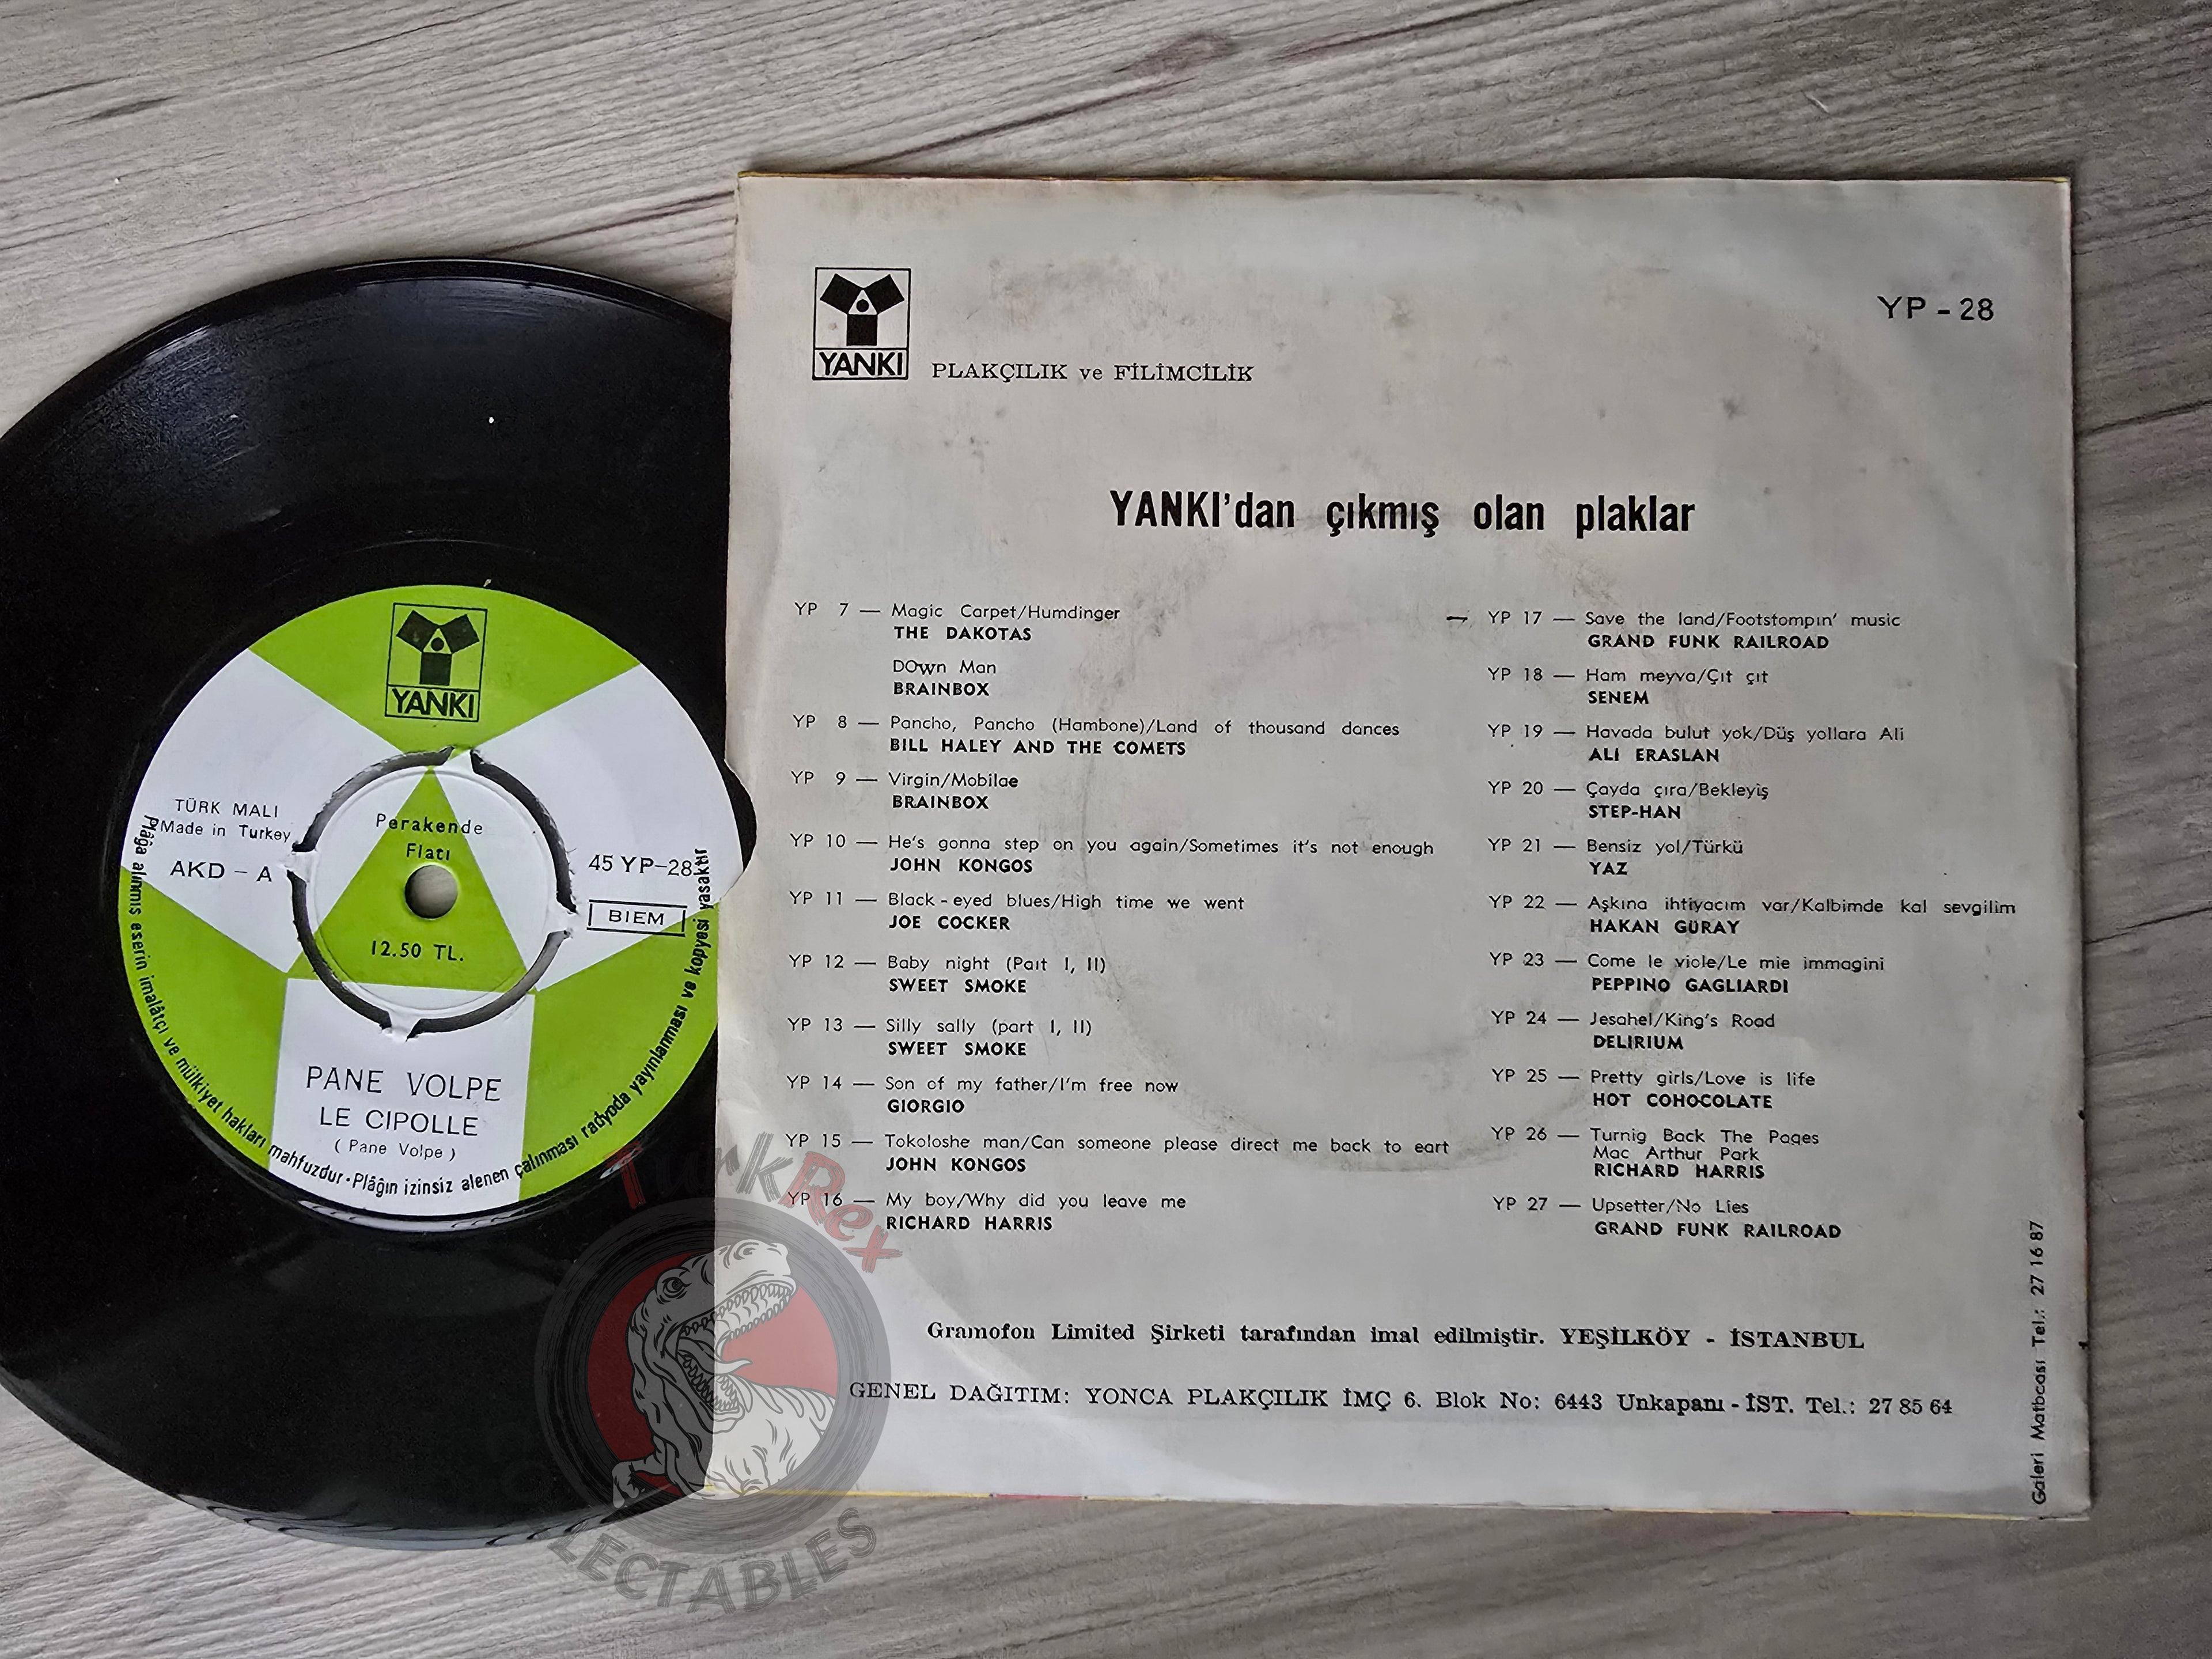 YANKI
TÜRK MALI
Made in Turkey
AKD – A
Perakende
Fiatı
12.50 TL.
45 YP–28
BIEM
PANE VOLPE
LE CIPOLLE
( Pane Volpe )
Plâğa alınmış eserin imalâtçı ve mülkiyet hakları mahfuzdur • Plâğın izinsiz alenen çalınması radyoda yayınlanması ve kopyesi yasaktır
YANKI
PLAKÇILIK ve FİLİMCİLİK
YP - 28
YANKI'dan çıkmış olan plaklar
YP 7 — Magic Carpet/Humdinger
THE DAKOTAS
DOwn Man
BRAINBOX
YP 8 — Pancho, Pancho (Hambone)/Land of thousand dances
BILL HALEY AND THE COMETS
YP 9 — Virgin/Mobilae
BRAINBOX
YP 10 — He's gonna step on you again/Sometimes it's not enough
JOHN KONGOS
YP 11 — Black - eyed blues/High time we went
JOE COCKER
YP 12 — Baby night (Paıt I, II)
SWEET SMOKE
YP 13 — Silly sally (part I, II)
SWEET SMOKE
YP 14 — Son of my father/I'm free now
GIORGIO
YP 15 — Tokoloshe man/Can someone please direct me back to eart
JOHN KONGOS
YP 16 — My boy/Why did you leave me
RICHARD HARRIS
— YP 17 — Save the land/Footstompın' music
GRAND FUNK RAILROAD
YP 18 — Ham meyva/Çıt çıt
SENEM
YP 19 — Havada bulut yok/Düş yollara Ali
ALİ ERASLAN
YP 20 — Çayda çıra/Bekleyiş
STEP-HAN
YP 21 — Bensiz yol/Türkü
YAZ
YP 22 — Aşkına ihtiyacım var/Kalbimde kal sevgilim
HAKAN GÜRAY
YP 23 — Come le viole/Le mie immagini
PEPPINO GAGLIARDI
YP 24 — Jesahel/King's Road
DELIRIUM
YP 25 — Pretty girls/Love is life
HOT COHOCOLATE
YP 26 — Turnig Back The Pages
Mac Arthur Park
RICHARD HARRIS
YP 27 — Upsetter/No Lies
GRAND FUNK RAILROAD
Gramofon Limited Şirketi tarafından imal edilmiştir. YEŞİLKÖY - İSTANBUL
GENEL DAĞITIM: YONCA PLAKÇILIK İMÇ 6. Blok No: 6443 Unkapanı - İST. Tel.: 27 85 64
Galeri Matbaası Tel.: 27 16 87
TurkRex
LECTABLES